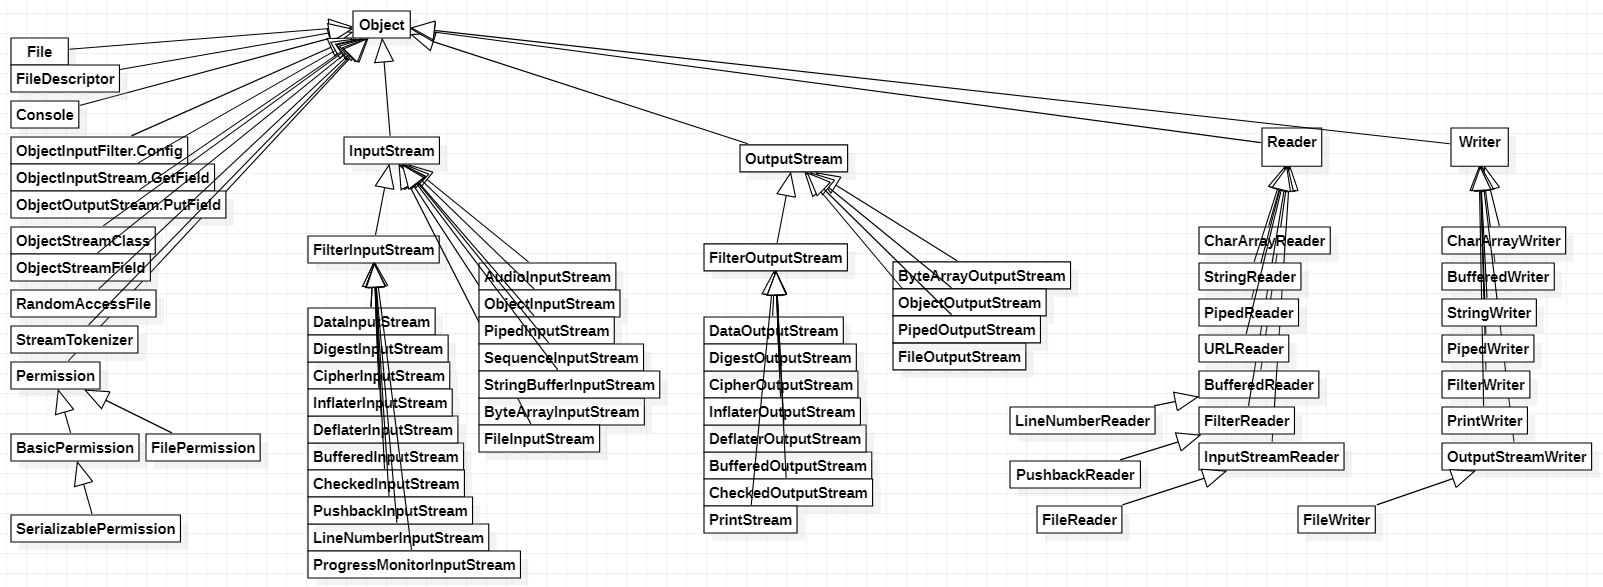 Object
File
FileDescriptor
Console
ObjectInputFilter.Config
ObjectInputStream.GetField
ObjectOutputStream.PutField
ObjectStreamClass
ObjectStreamField
RandomAccessFile
StreamTokenizer
Permission
BasicPermission
FilePermission
SerializablePermission
InputStream
FilterInputStream
DataInputStream
DigestInputStream
CipherInputStream
InflaterInputStream
DeflaterInputStream
BufferedInputStream
CheckedInputStream
PushbackInputStream
LineNumberInputStream
ProgressMonitorInputStream
AudioInputStream
ObjectInputStream
PipedInputStream
SequenceInputStream
StringBufferInputStream
ByteArrayInputStream
FileInputStream
OutputStream
FilterOutputStream
DataOutputStream
DigestOutputStream
CipherOutputStream
InflaterOutputStream
DeflaterOutputStream
BufferedOutputStream
CheckedOutputStream
PrintStream
ByteArrayOutputStream
ObjectOutputStream
PipedOutputStream
FileOutputStream
Reader
CharArrayReader
StringReader
PipedReader
URLReader
BufferedReader
FilterReader
InputStreamReader
LineNumberReader
PushbackReader
FileReader
Writer
CharArrayWriter
BufferedWriter
StringWriter
PipedWriter
FilterWriter
PrintWriter
OutputStreamWriter
FileWriter